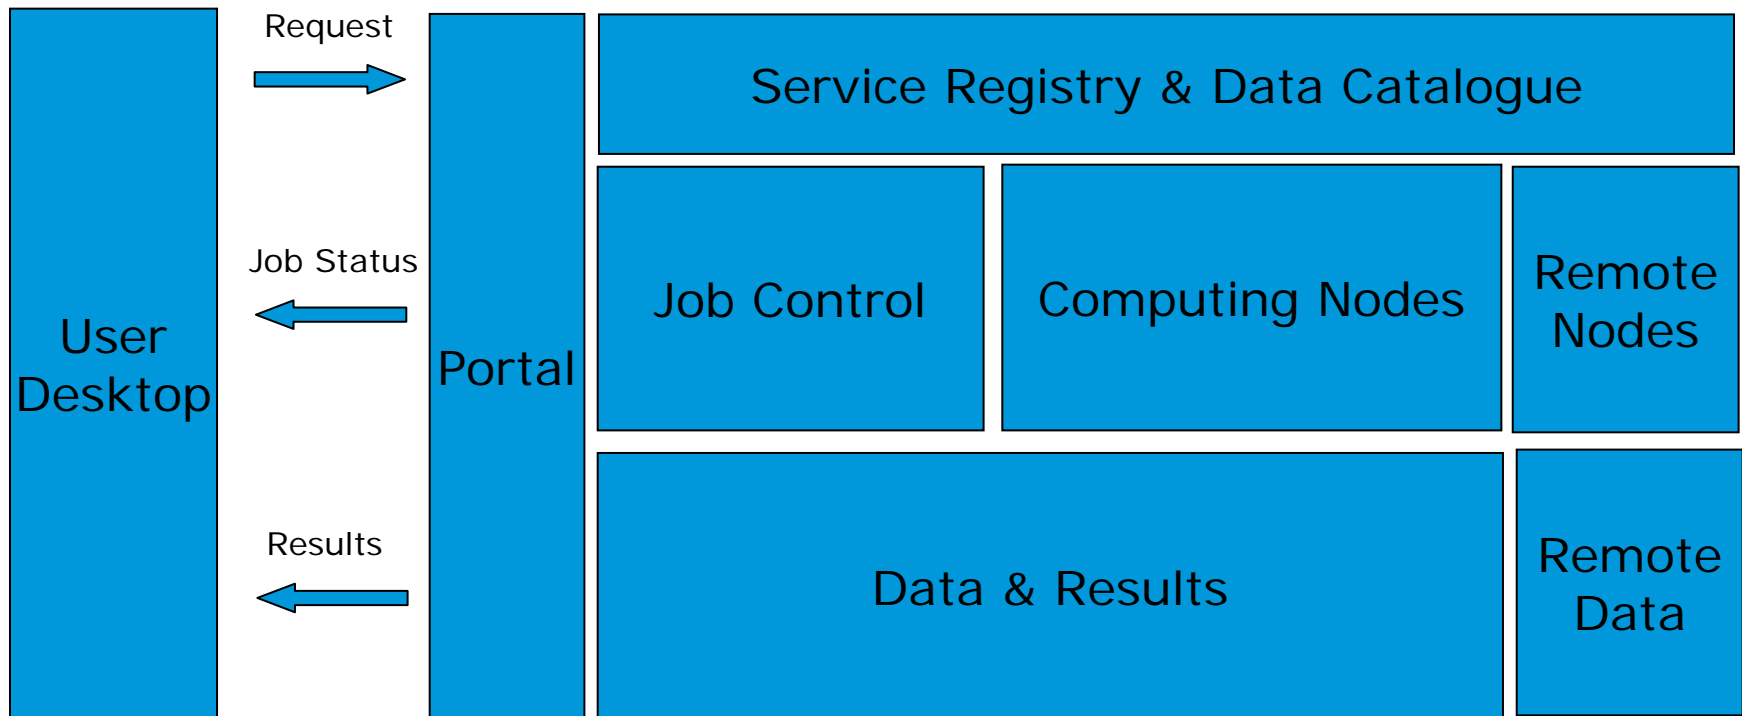 Request
Service Registry & Data Catalogue
Job Status
Job Control
Computing Nodes
Remote
Nodes
User
Desktop
Portal
Results
Data & Results
Remote
Data